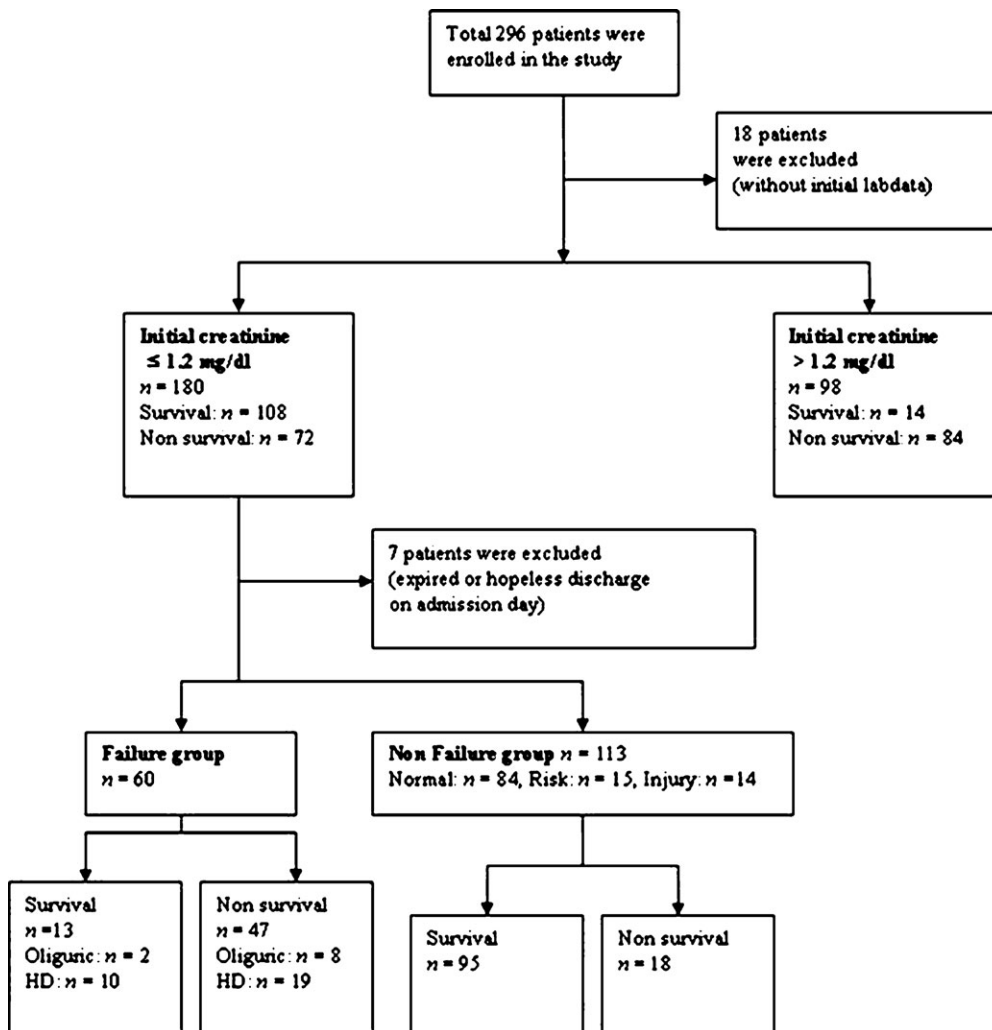 Total 296 patients were
enrolled in the study
18 patients
were excluded
(without initial labdata)
Initial creatinine
≤ 1.2 mg/dl
n = 180
Survival: n = 108
Non survival: n = 72
Initial creatinine
> 1.2 mg/dl
n = 98
Survival: n = 14
Non survival: n = 84
7 patients were excluded
(expired or hopeless discharge
on admission day)
Failure group
n = 60
Non Failure group n = 113
Normal: n = 84, Risk: n = 15, Injury: n =14
Survival
n =13
Oliguric: n = 2
HD: n = 10
Non survival
n = 47
Oliguric: n = 8
HD: n = 19
Survival
n = 95
Non survival
n = 18